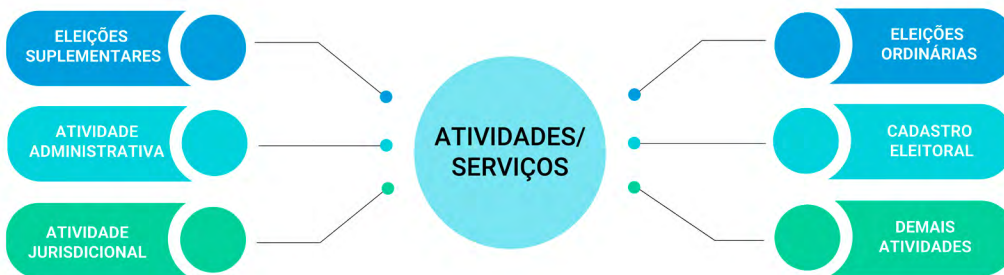 ELEIÇÕES
SUPLEMENTARES
ATIVIDADE
ADMINISTRATIVA
ATIVIDADE
JURISDICIONAL
ATIVIDADES/
SERVIÇOS
ELEIÇÕES
ORDINÁRIAS
CADASTRO
ELEITORAL
DEMAIS
ATIVIDADES